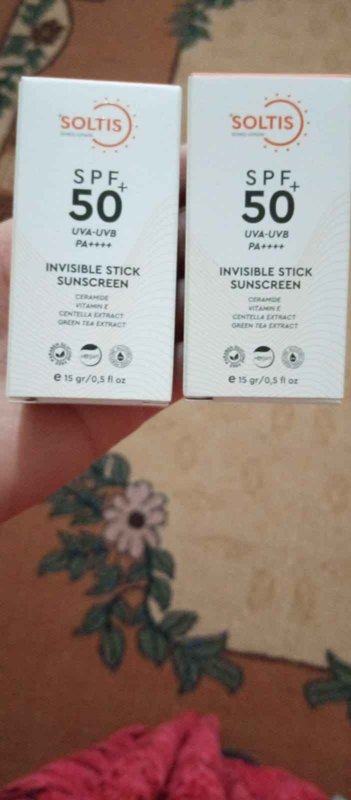 SOLTIS
SPF+
50
UVA-UVB
PA++++
INVISIBLE STICK
SUNSCREEN
CERAMIDE
VITAMIN E
CENTELLA EXTRACT
GREEN TEA EXTRACT
vegan
e 15 gr/0,5 fl oz
SOLTIS
SPF+
50
UVA-UVB
PA++++
INVISIBLE STICK
SUNSCREEN
CERAMIDE
VITAMIN E
CENTELLA EXTRACT
GREEN TEA EXTRACT
vegan
e 15 gr/0,5 fl oz